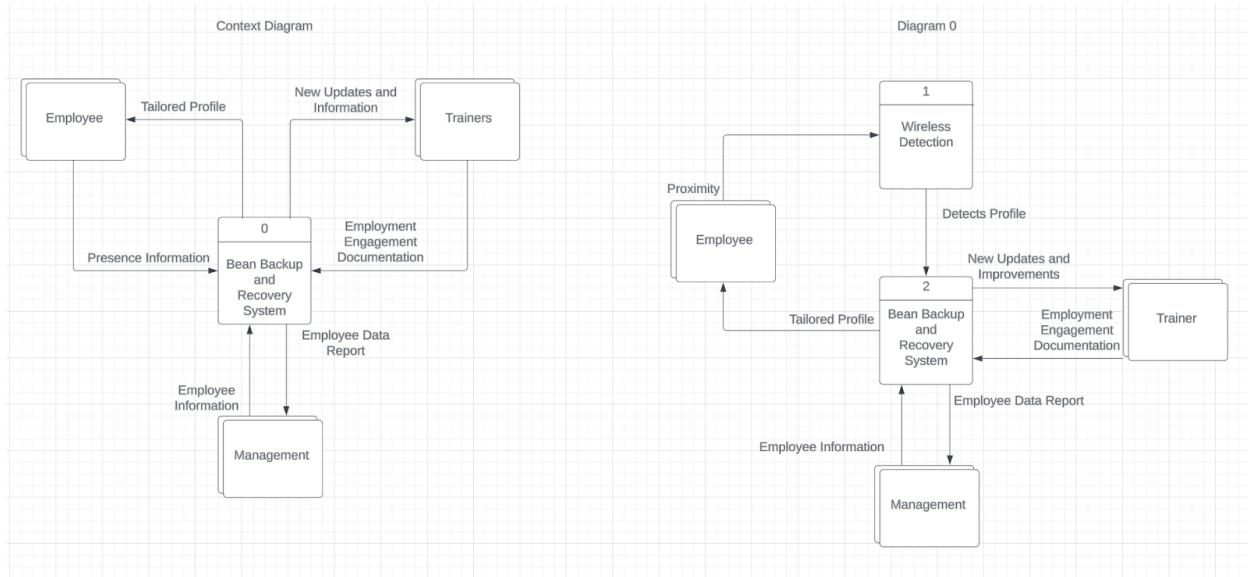 Context Diagram
Employee
Tailored Profile
New Updates and
Information
Trainers
0
Bean Backup
and
Recovery
System
Presence Information
Employment
Engagement
Documentation
Employee Data
Report
Employee
Information
Management
Diagram 0
1
Wireless
Detection
Proximity
Employee
Detects Profile
2
Bean Backup
and
Recovery
System
New Updates and
Improvements
Trainer
Tailored Profile
Employment
Engagement
Documentation
Employee Data Report
Employee Information
Management